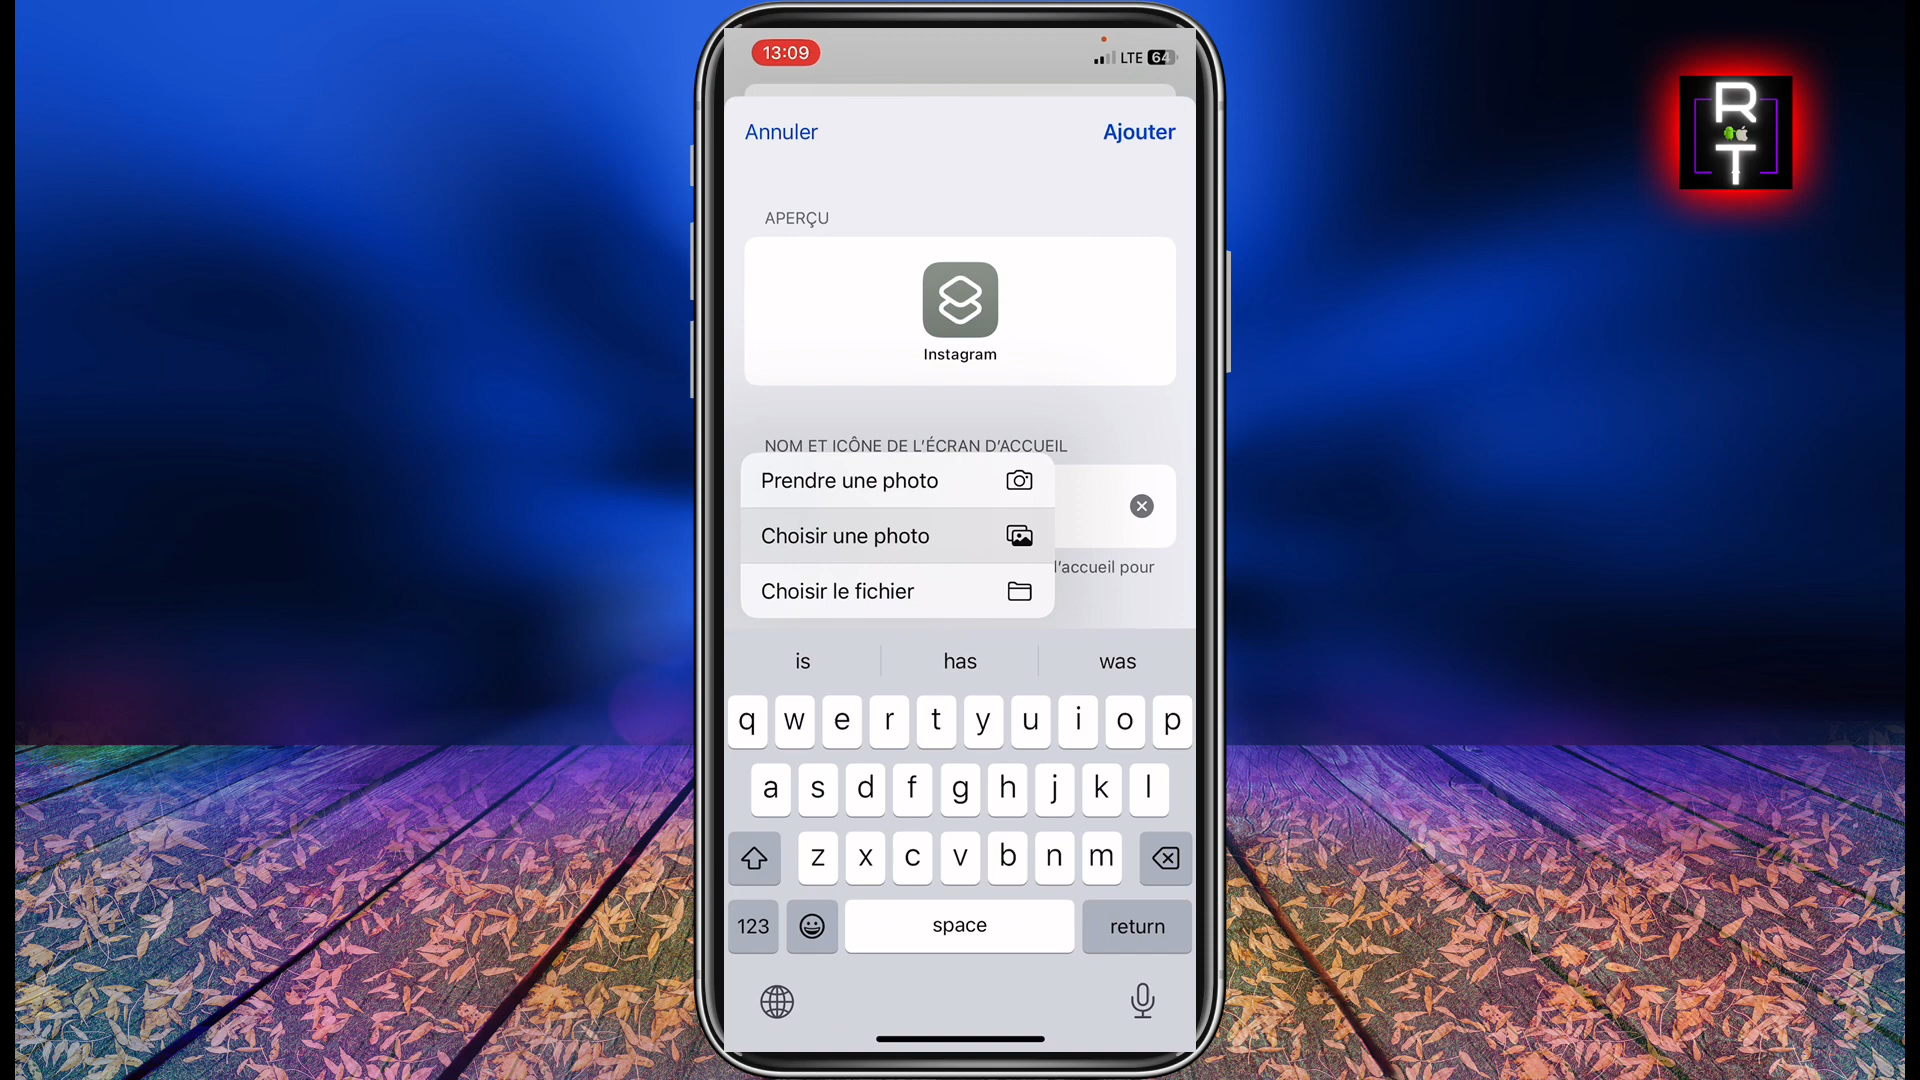 13:09
LTE 64
Annuler
Ajouter
APERÇU
Instagram
NOM ET ICÔNE DE L'ÉCRAN D'ACCUEIL
Prendre une photo
Choisir une photo
Choisir le fichier
l'accueil pour
is has was
q w e r t y u i o p
a s d f g h j k l
z x c v b n m
123 space return
R
T